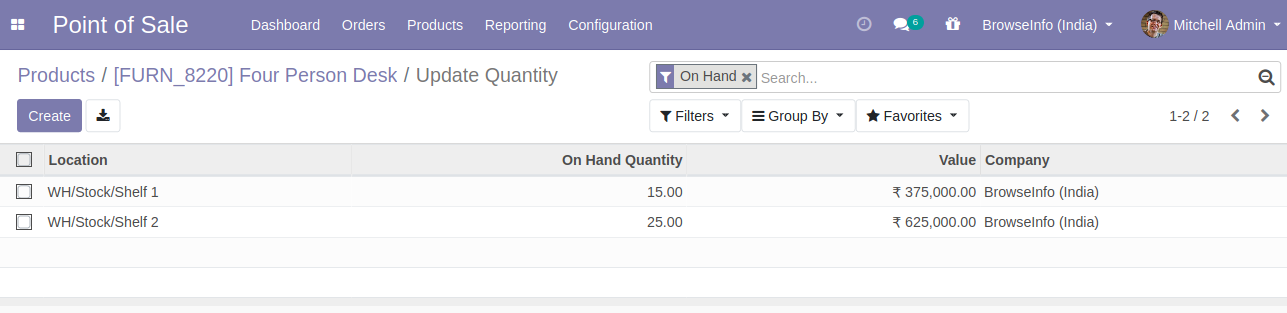 Point of Sale Dashboard Orders Products Reporting Configuration 6 BrowseInfo (India) Mitchell Admin
Products / [FURN_8220] Four Person Desk / Update Quantity On Hand Search...
Create Filters Group By Favorites 1-2 / 2
Location On Hand Quantity Value Company
WH/Stock/Shelf 1 15.00 ₹ 375,000.00 BrowseInfo (India)
WH/Stock/Shelf 2 25.00 ₹ 625,000.00 BrowseInfo (India)